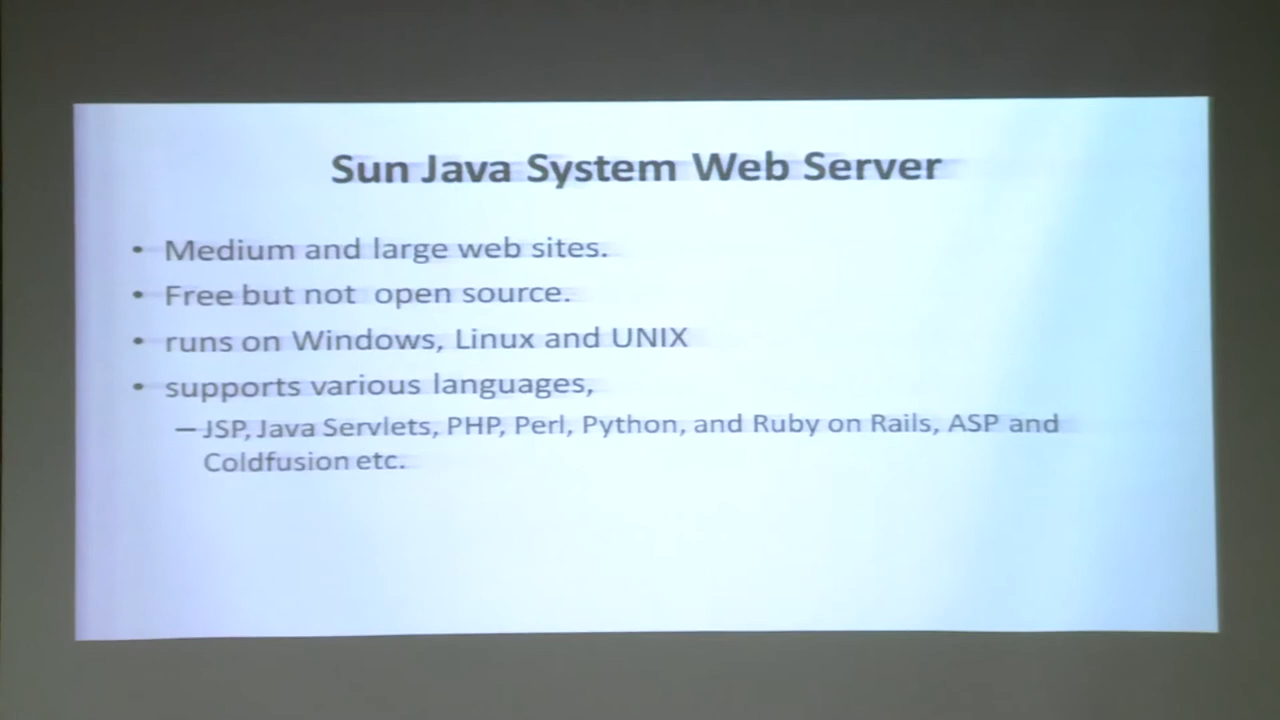 Sun Java System Web Server
• Medium and large web sites.
• Free but not open source.
• runs on Windows, Linux and UNIX
• supports various languages,
– JSP, Java Servlets, PHP, Perl, Python, and Ruby on Rails, ASP and
Coldfusion etc.